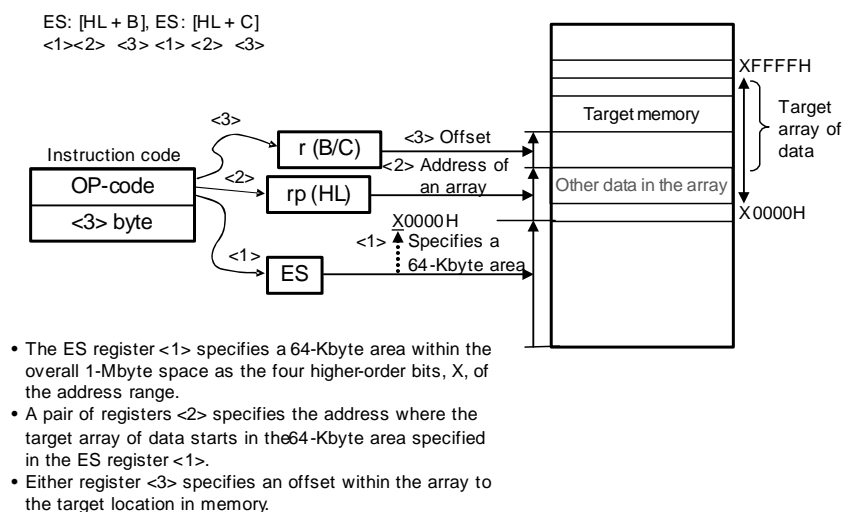 ES: [HL + B], ES: [HL + C]
<1><2> <3> <1> <2> <3>
XFFFFH
<3>
Target memory
Target
array of
data
r (B/C)
<3> Offset
Instruction code
<2> Address of
an array
OP-code
<2>
rp (HL)
Other data in the array
<3> byte
X0000H
X0000H
<1> Specifies a
64-Kbyte area
<1>
ES
• The ES register <1> specifies a 64-Kbyte area within the
overall 1-Mbyte space as the four higher-order bits, X, of
the address range.
• A pair of registers <2> specifies the address where the
target array of data starts in the64-Kbyte area specified
in the ES register <1>.
• Either register <3> specifies an offset within the array to
the target location in memory.